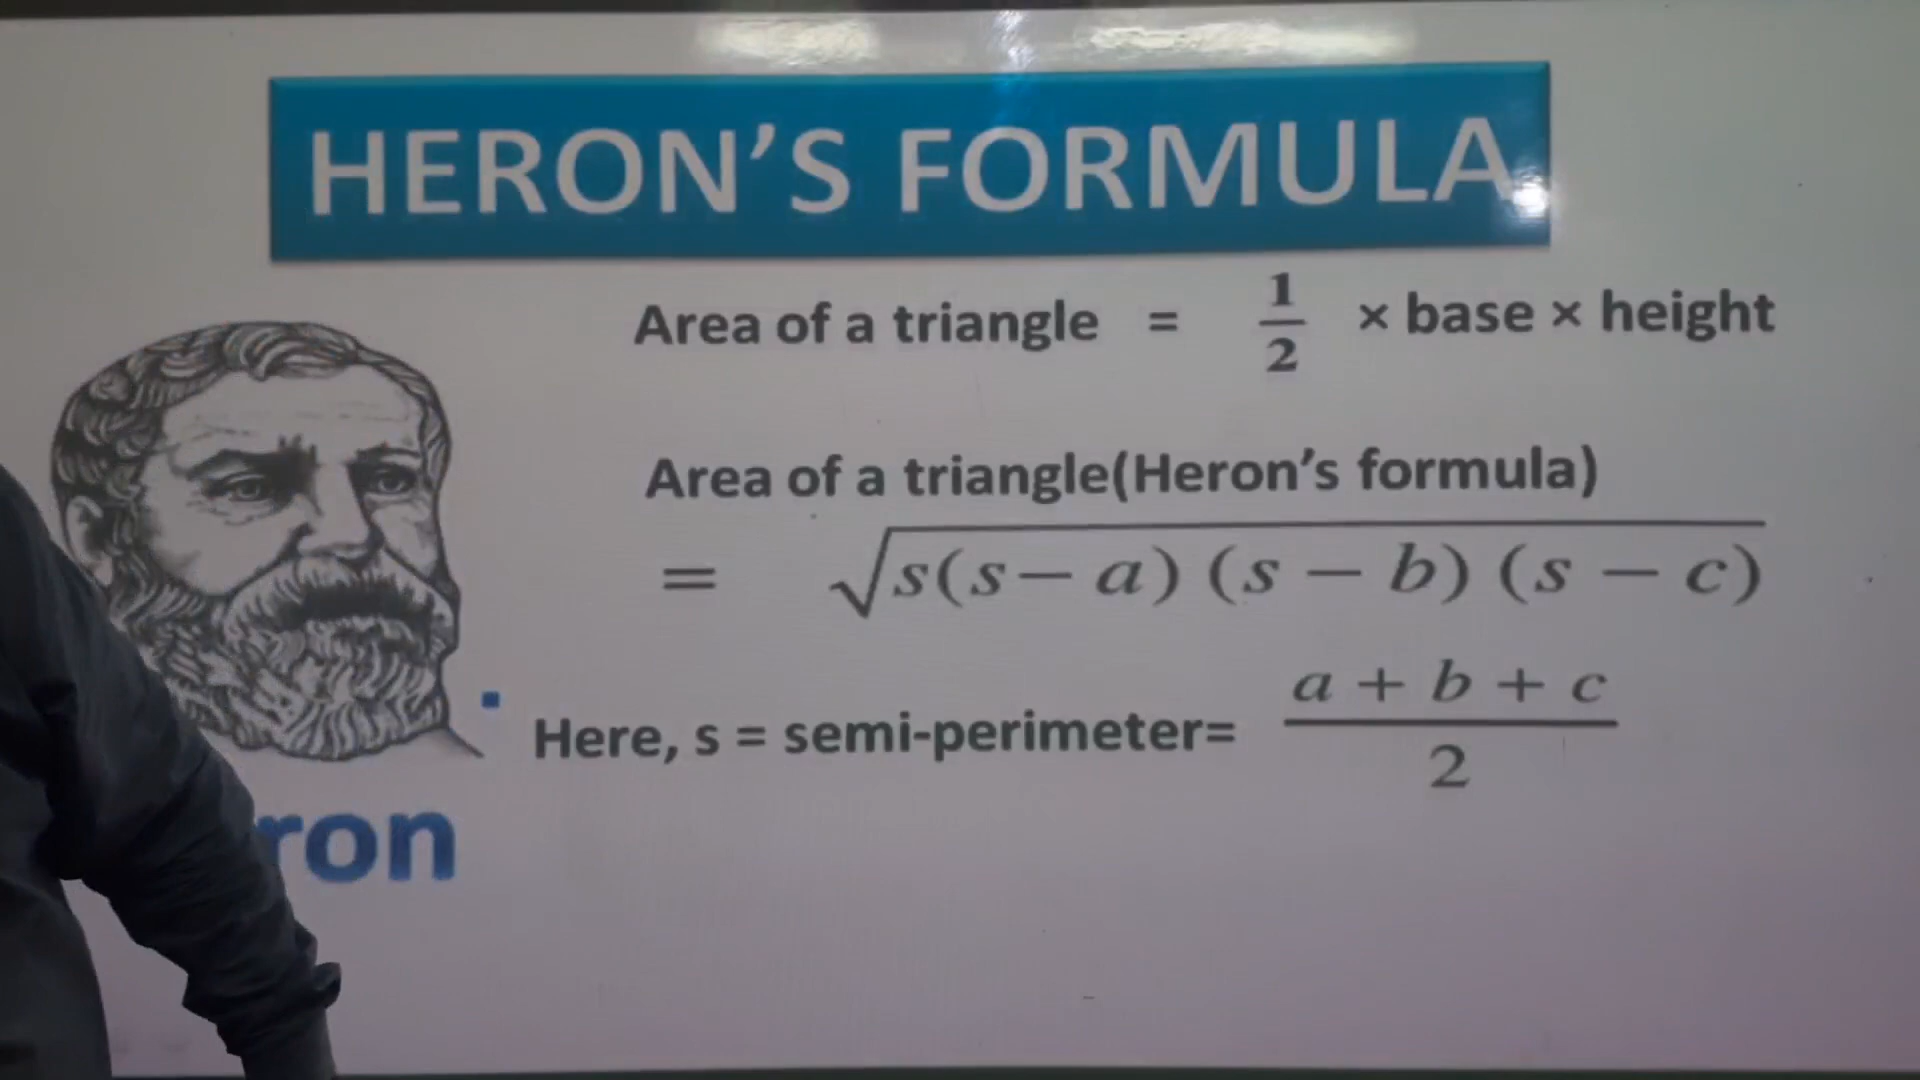 HERON'S FORMULA
Area of a triangle = 1/2 × base × height
Area of a triangle(Heron's formula)
= √s(s− a) (s − b) (s − c)
Here, s = semi-perimeter= a + b + c / 2
ron